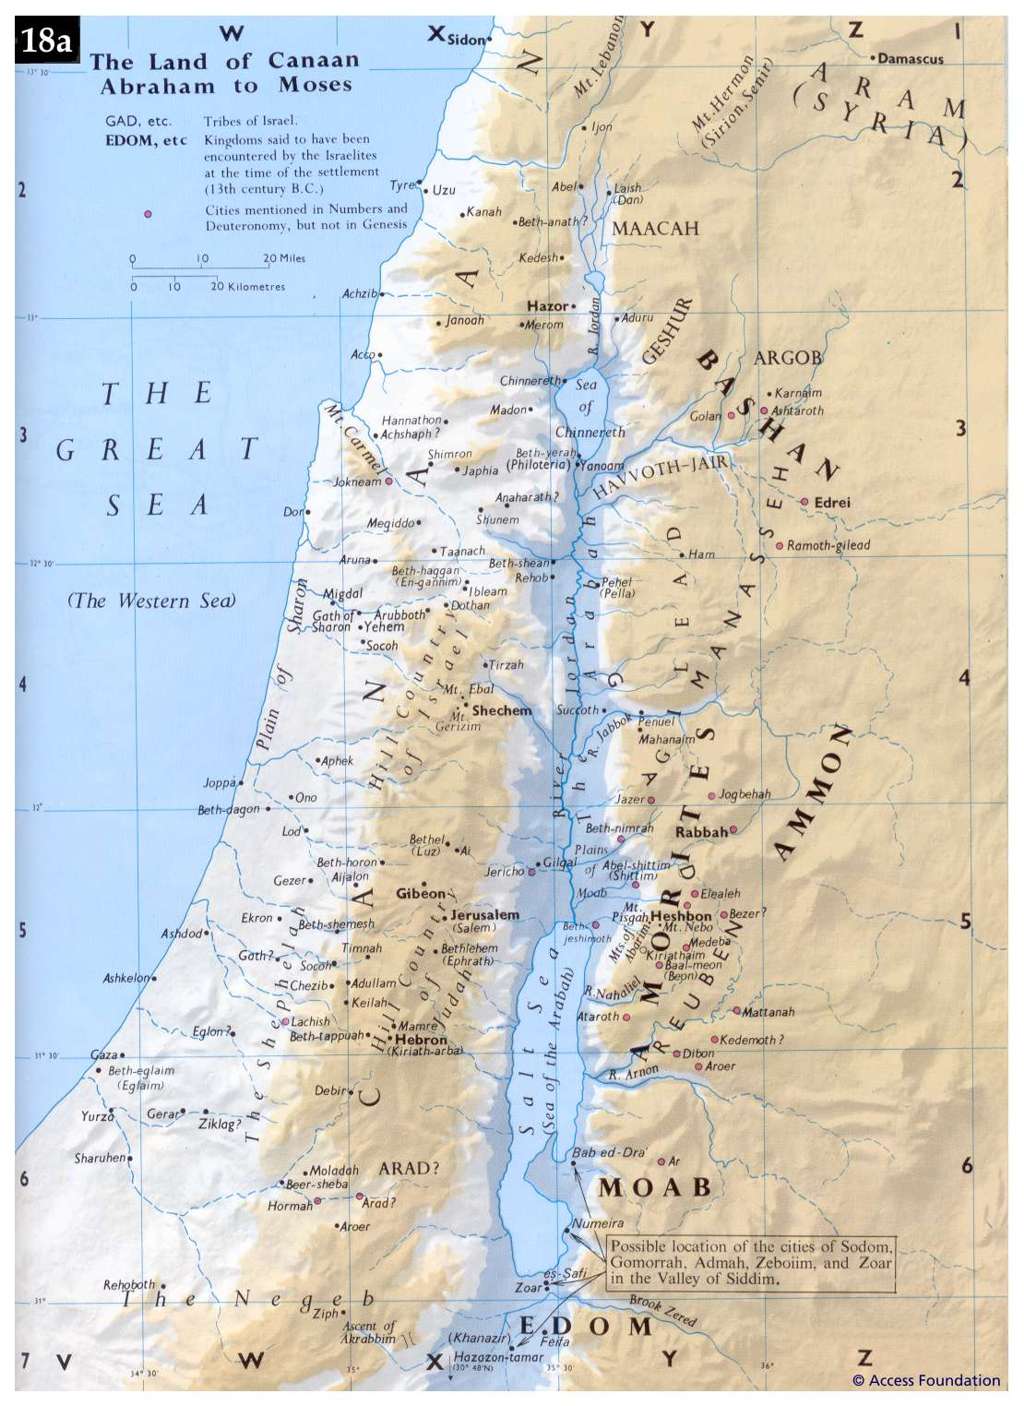 18a
W
X
Y
Z
1
The Land of Canaan
Abraham to Moses
GAD, etc. Tribes of Israel.
EDOM, etc Kingdoms said to have been
encountered by the Israelites
at the time of the settlement
(13th century B.C.)
Cities mentioned in Numbers and
Deuteronomy, but not in Genesis
0 10 20 Miles
0 10 20 Kilometres
Sidon
Mt. Lebanon
Damascus
Mt. Hermon
(Sirion, Senir)
ARAM
(SYRIA)
Ijon
2
Tyre
Uzu
Abel
Laish
(Dan)
2
Kanah
Beth-anath?
MAACAH
Kedesh
Achzib
Hazor
R. Jordan
Janoah
Merom
Aduru
GESHUR
Acco
BASHAN
ARGOB
THE
GREAT
SEA
(The Western Sea)
Chinnereth
Sea
of
Chinnereth
Karnaim
Ashtaroth
Golan
Madon
Mt. Carmel
Hannathon
Achshaph?
3
3
Shimron
Japhia
Beth-yerah
(Philoteria)
Yanoam
HAVVOTH-JAIR
Jokneam
Edrei
Dor
Anaharath?
Shunem
Megiddo
Ramoth-gilead
Taanach
Aruna
Beth-haggan
(En-gannim)
Beth-shean
Rehob
Ham
Ibleam
Pehel
(Pella)
MANASSEH
GILEAD
Migdal
Gath of
Sharon
Yehem
Arubboth
Dothan
Socoh
Plain of Sharon
Hill Country
of Israel
Tirzah
4
4
Mt. Ebal
Shechem
Mt.
Gerizim
Succoth
Penuel
R. Jabbok
Mahanaim
CANAAN
River Jordan
The Arabah
GAD
AMORITES
AMMON
Aphek
Joppa
Ono
Beth-dagon
Jazer
Jogbehah
Lod
Beth-nimrah
Rabbah
Bethel
(Luz)
Ai
Beth-horon
Gilgal
Jericho
Plains
of
Moab
Abel-shittim
(Shittim)
Gezer
Aijalon
Gibeon
Elealeh
5
Ekron
Beth-shemesh
Jerusalem
(Salem)
Mt.
Pisgah
Heshbon
Bezer?
5
Ashdod
Beth-
jeshimoth
Mt. Nebo
Mts. of
Abarim
Medeba
Timnah
Bethlehem
(Ephrath)
Gath?
Socoh
Kiriathaim
Baal-meon
(Beon)
Ashkelon
Chezib
Adullam
Keilah
R. Nahaliel
REUBEN
Lachish
Mamre
Ataroth
Mattanah
Eglon?
Beth-tappuah
Hebron
(Kiriath-arba)
Kedemoth?
Gaza
Dibon
Aroer
R. Arnon
Beth-eglaim
(Eglaim)
The Shephelah
Hill Country
of
Judah
Salt Sea
(Sea of the Arabah)
Debir
Yurza
Gerar
Ziklag?
Sharuhen
Bab ed-Dra'
Ar
6
6
Moladah
ARAD?
Beer-sheba
MOAB
Hormah
Arad?
Aroer
Numeira
Possible location of the cities of Sodom,
Gomorrah, Admah, Zeboiim, and Zoar
in the Valley of Siddim.
es-Safi
Zoar
Rehoboth
The Negeb
Ziph
Ascent of
Akrabbim
EDOM
Brook Zered
(Khanazir)
Feifa
Hazazon-tamar
(30° 48'N)
7
V
W
X
Y
Z
33° 30'
33°
32° 30'
32°
31° 30'
31°
34° 30'
35°
35° 30'
36°
© Access Foundation